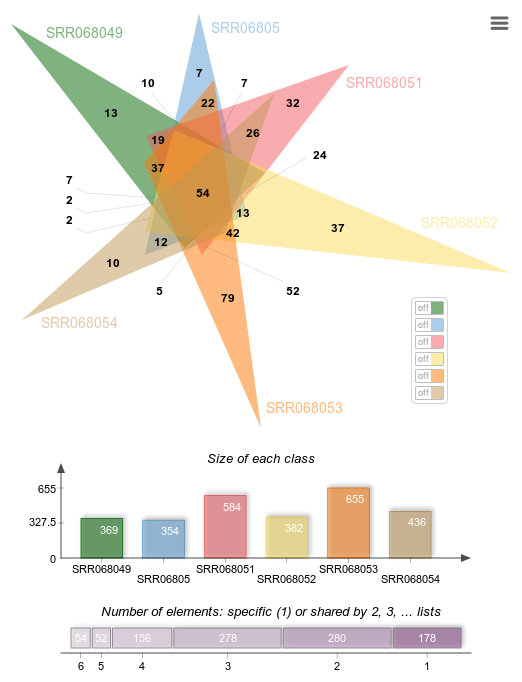 SRR068049
SRR06805
SRR068051
SRR068052
SRR068053
SRR068054
10
7
7
32
13
22
26
19
24
37
7
54
2
13
2
37
42
12
10
5
52
79
off
off
off
off
off
off
Size of each class
655
327.5
0
369
354
584
382
655
436
SRR068049
SRR06805
SRR068051
SRR068052
SRR068053
SRR068054
Number of elements: specific (1) or shared by 2, 3, ... lists
54 52 156 278 280 178
6 5 4 3 2 1